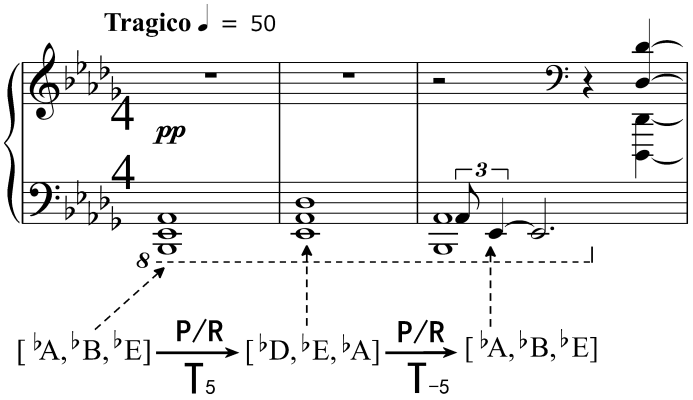 Tragico ♩ = 50
4
4
pp
3
8
P/R P/R
[♭A,♭B,♭E] [♭D,♭E,♭A] [♭A,♭B,♭E]
T5 T−5